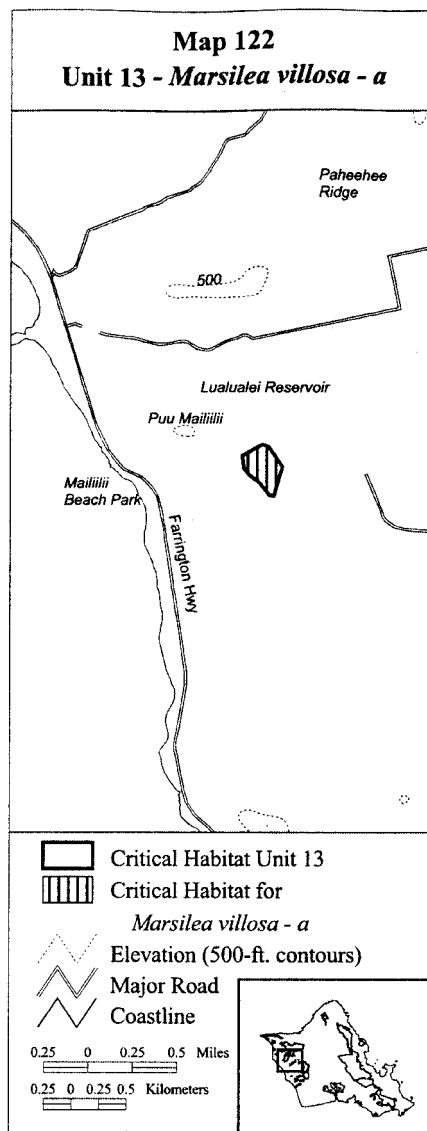 Map 122
Unit 13 - Marsilea villosa - a
Paheehee
Ridge
500
Lualualei Reservoir
Puu Mailiilii
Mailiilii
Beach Park
Farrington Hwy
Critical Habitat Unit 13
Critical Habitat for
Marsilea villosa - a
Elevation (500-ft. contours)
Major Road
Coastline
0.25 0 0.25 0.5 Miles
0.25 0 0.25 0.5 Kilometers